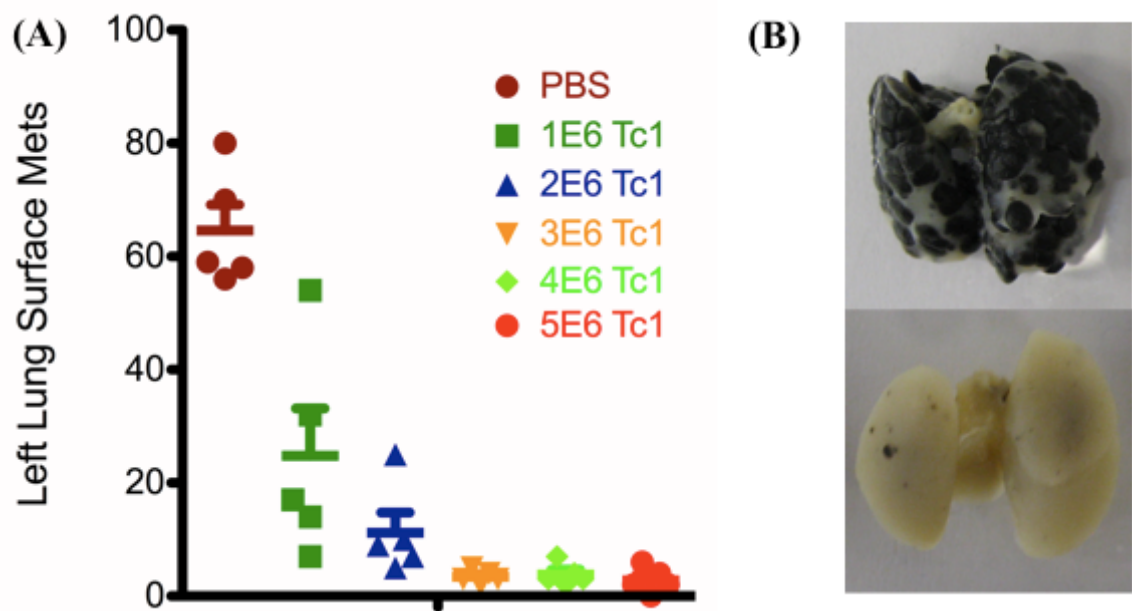 (A)
Left Lung Surface Mets
100
80
60
40
20
0
PBS
1E6 Tc1
2E6 Tc1
3E6 Tc1
4E6 Tc1
5E6 Tc1
(B)